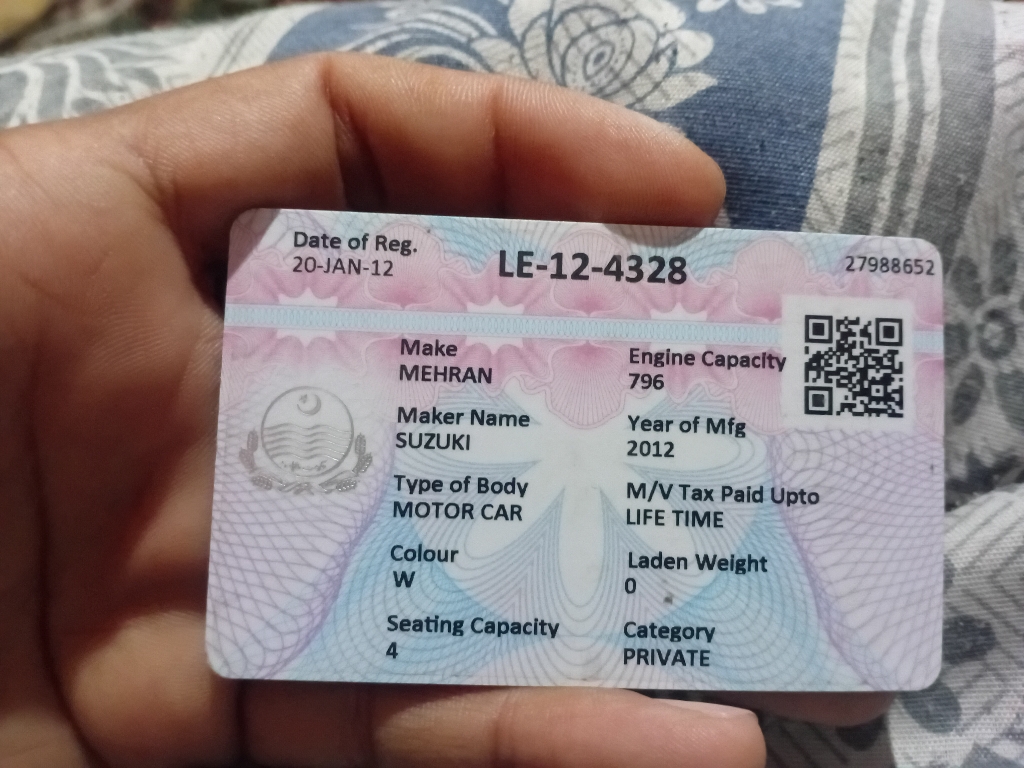 Date of Reg.
20-JAN-12
LE-12-4328
27988652
Make
MEHRAN
Engine Capacity
796
Maker Name
SUZUKI
Year of Mfg
2012
Type of Body
MOTOR CAR
M/V Tax Paid Upto
LIFE TIME
Colour
W
Laden Weight
0
Seating Capacity
4
Category
PRIVATE